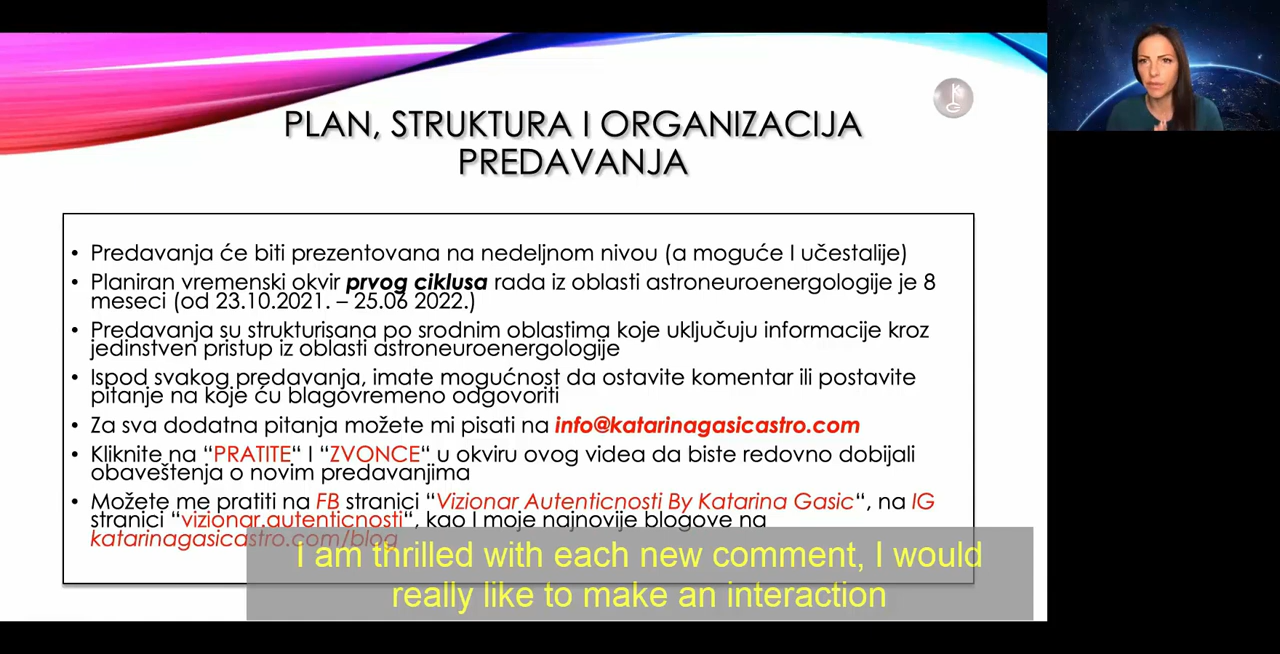 PLAN, STRUKTURA I ORGANIZACIJA
PREDAVANJA
• Predavanja će biti prezentovana na nedeljnom nivou (a moguće I učestalije)
• Planiran vremenski okvir prvog ciklusa rada iz oblasti astroneuroenergologije je 8
meseci (od 23.10.2021. – 25.06 2022.)
• Predavanja su strukturisana po srodnim oblastima koje uključuju informacije kroz
jedinstven pristup iz oblasti astroneuroenergologije
• Ispod svakog predavanja, imate mogućnost da ostavite komentar ili postavite
pitanje na koje ću blagovremeno odgovoriti
• Za sva dodatna pitanja možete mi pisati na info@katarinagasicastro.com
• Kliknite na “PRATITE“ I “ZVONCE“ u okviru ovog videa da biste redovno dobijali
obaveštenja o novim predavanjima
• Možete me pratiti na FB stranici “Vizionar Autenticnosti By Katarina Gasic“, na IG
stranici “vizionar.autenticnosti“, kao I moje najnovije blogove na
katarinagasicastro.com/blog
I am thrilled with each new comment, I would
really like to make an interaction